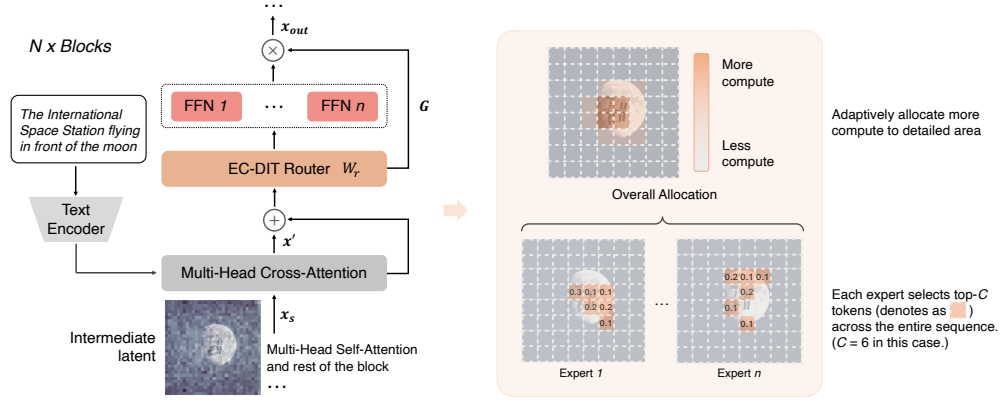 ...
x_out
N x Blocks
×
FFN 1
...
FFN n
G
The International
Space Station flying
in front of the moon
EC-DIT Router W_r
Text
Encoder
+
x'
Multi-Head Cross-Attention
x_s
Intermediate
latent
Multi-Head Self-Attention
and rest of the block
...
More
compute
Less
compute
Overall Allocation
Adaptively allocate more
compute to detailed area
0.3 0.1 0.1
0.2 0.2
0.1
Expert 1
...
0.2 0.1 0.1
0.2
0.1
0.1
Expert n
Each expert selects top-C
tokens (denotes as )
across the entire sequence.
(C = 6 in this case.)